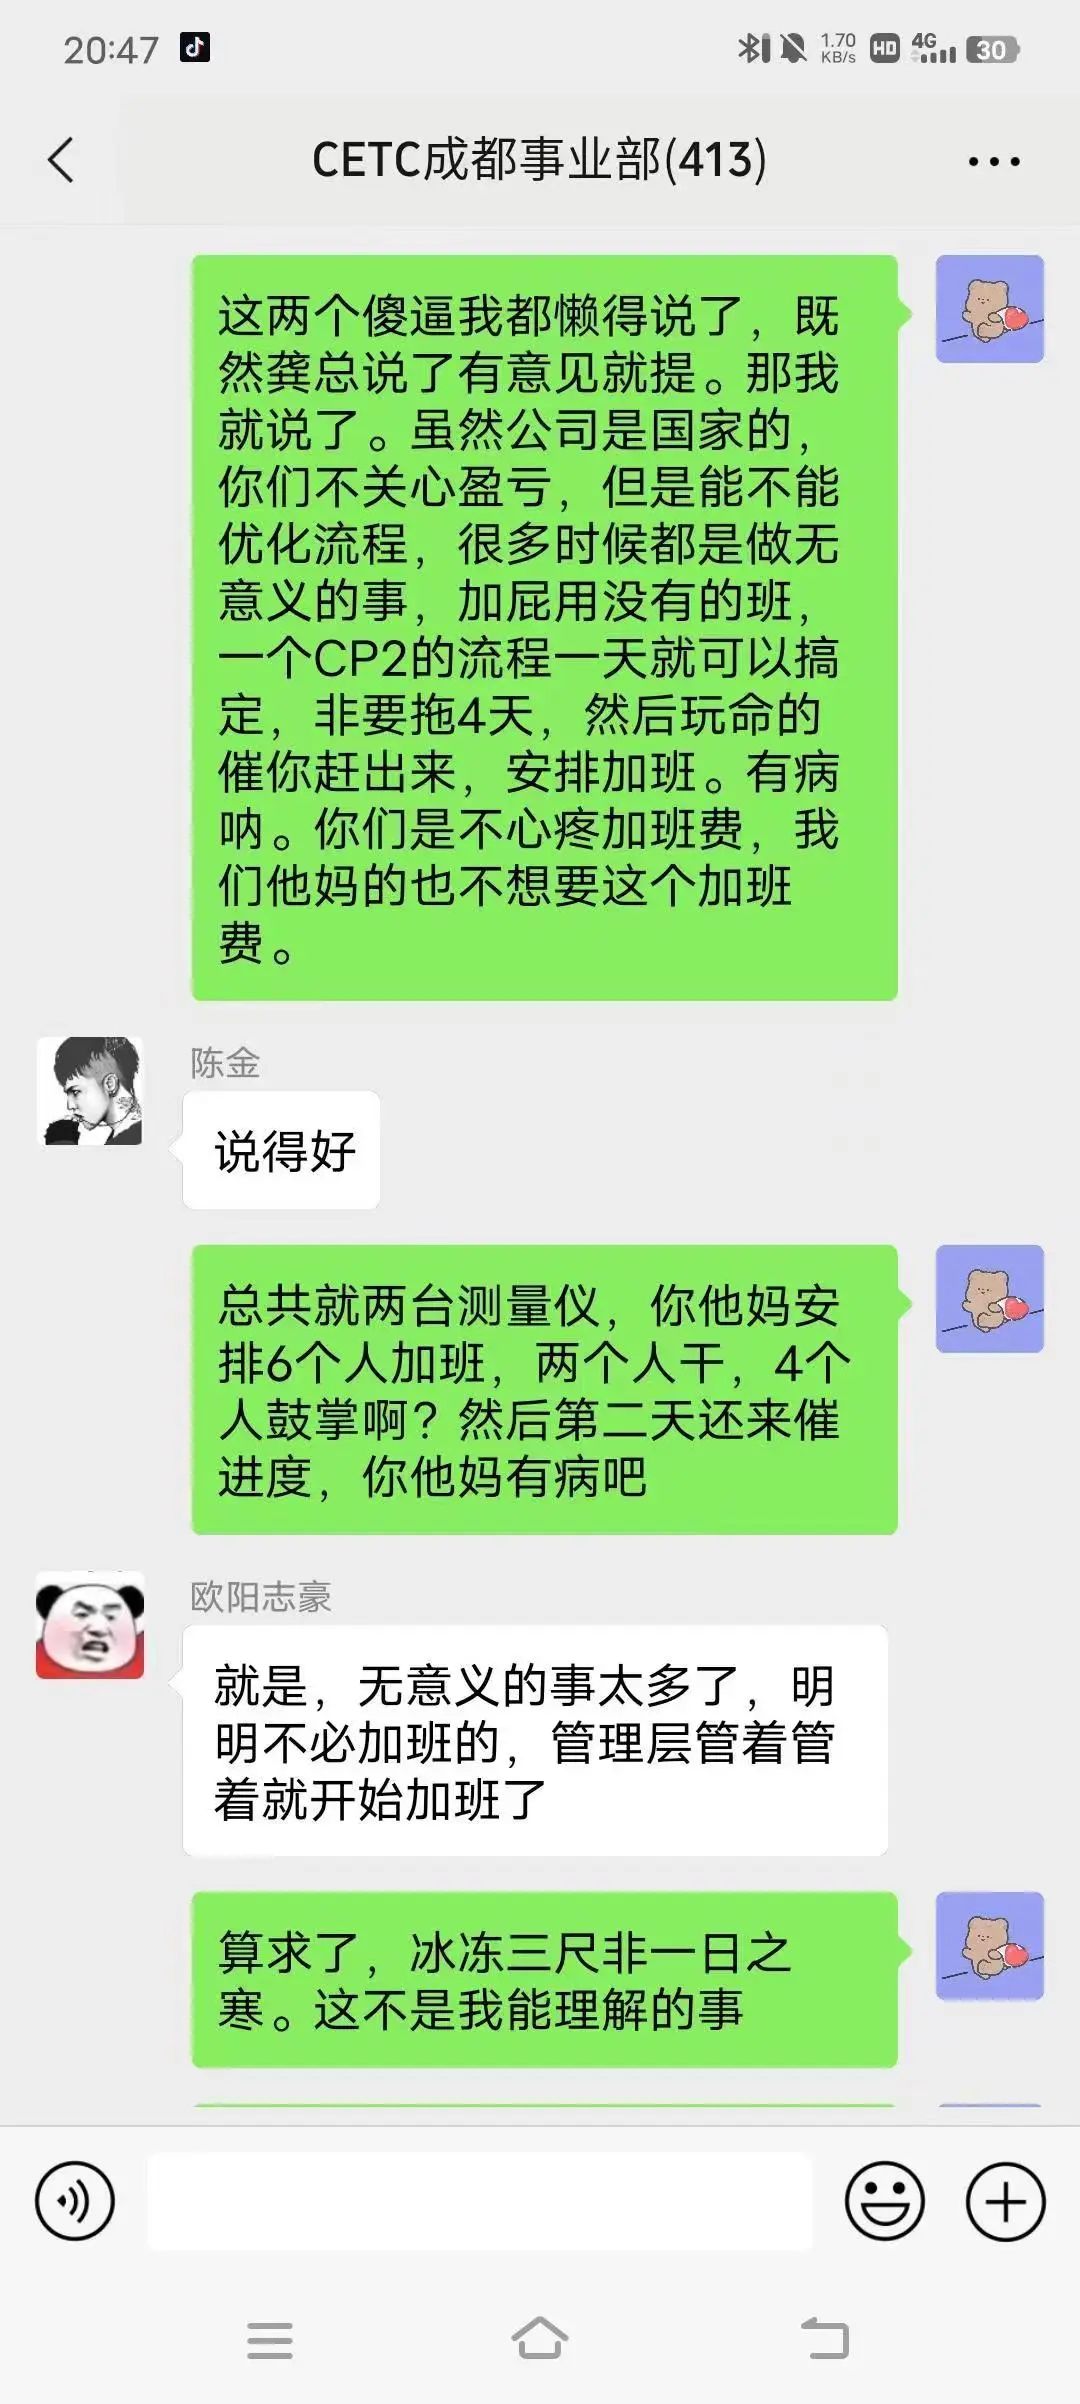 20:47
1.70
KB/s
HD
4G
30
CETC成都事业部(413)
这两个傻逼我都懒得说了，既
然龚总说了有意见就提。那我
就说了。虽然公司是国家的，
你们不关心盈亏，但是能不能
优化流程，很多时候都是做无
意义的事，加屁用没有的班，
一个CP2的流程一天就可以搞
定，非要拖4天，然后玩命的
催你赶出来，安排加班。有病
呐。你们是不心疼加班费，我
们他妈的也不想要这个加班
费。
陈金
说得好
总共就两台测量仪，你他妈安
排6个人加班，两个人干，4个
人鼓掌啊？然后第二天还来催
进度，你他妈有病吧
欧阳志豪
就是，无意义的事太多了，明
明不必加班的，管理层管着管
着就开始加班了
算求了，冰冻三尺非一日之
寒。这不是我能理解的事